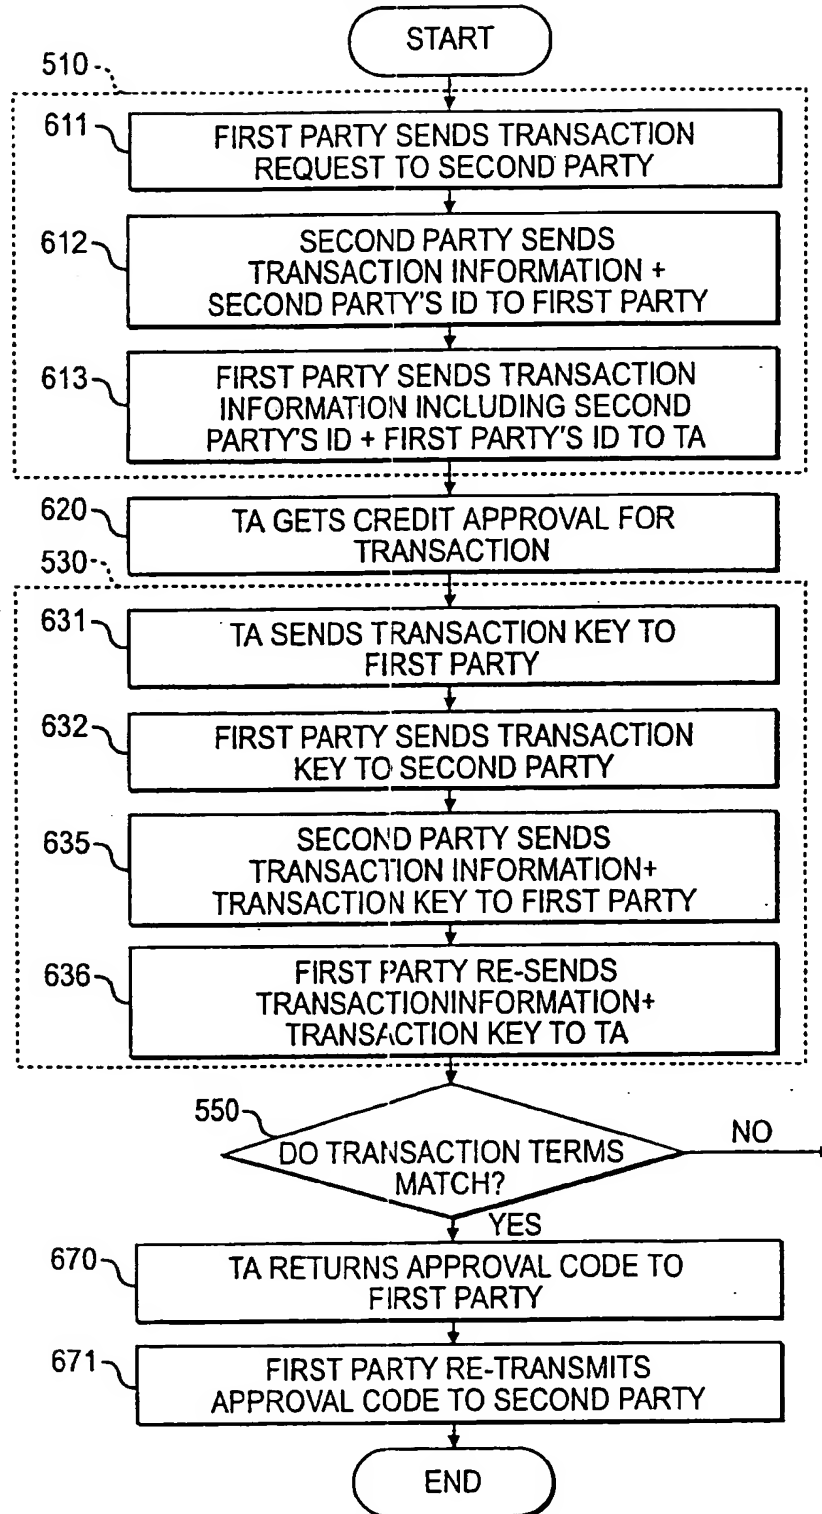 START
510
611
FIRST PARTY SENDS TRANSACTION
REQUEST TO SECOND PARTY
612
SECOND PARTY SENDS
TRANSACTION INFORMATION +
SECOND PARTY'S ID TO FIRST PARTY
613
FIRST PARTY SENDS TRANSACTION
INFORMATION INCLUDING SECOND
PARTY'S ID + FIRST PARTY'S ID TO TA
620
TA GETS CREDIT APPROVAL FOR
TRANSACTION
530
631
TA SENDS TRANSACTION KEY TO
FIRST PARTY
632
FIRST PARTY SENDS TRANSACTION
KEY TO SECOND PARTY
635
SECOND PARTY SENDS
TRANSACTION INFORMATION+
TRANSACTION KEY TO FIRST PARTY
636
FIRST PARTY RE-SENDS
TRANSACTIONINFORMATION+
TRANSACTION KEY TO TA
550
DO TRANSACTION TERMS
MATCH?
NO
YES
670
TA RETURNS APPROVAL CODE TO
FIRST PARTY
671
FIRST PARTY RE-TRANSMITS
APPROVAL CODE TO SECOND PARTY
END